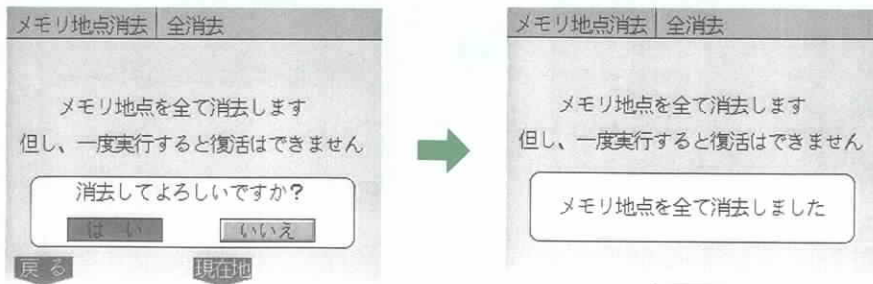 メモリ地点消去 全消去
メモリ地点を全て消去します
但し、一度実行すると復活はできません
消去してよろしいですか?
はい いいえ
戻る 現在地
メモリ地点消去 全消去
メモリ地点を全て消去します
但し、一度実行すると復活はできません
メモリ地点を全て消去しました